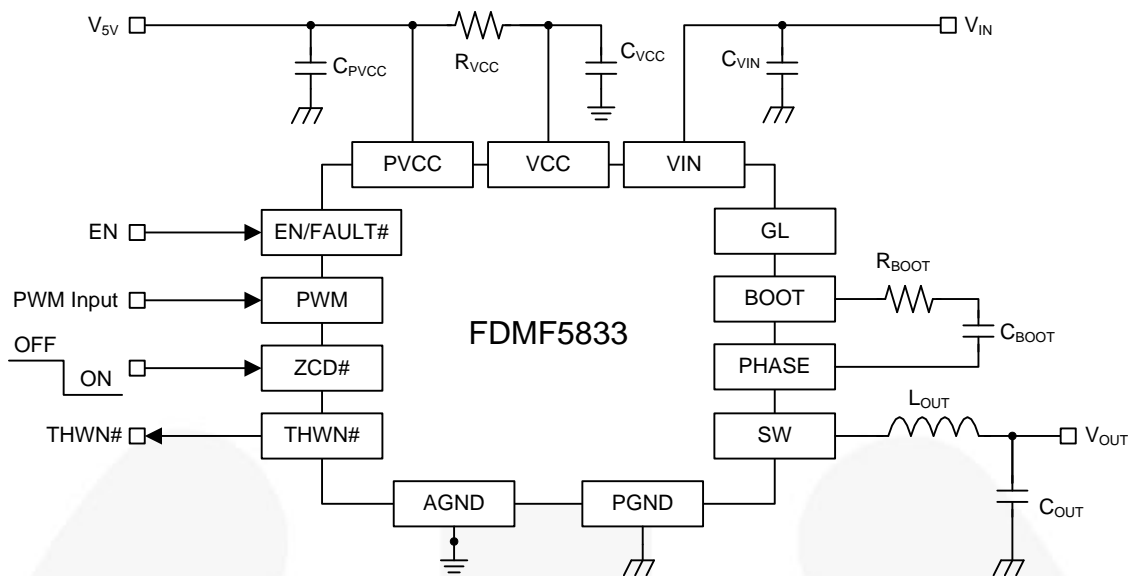 V5V
RVCC
CPVCC
CVCC
CVIN
VIN
PVCC
VCC
VIN
EN
EN/FAULT#
GL
PWM Input
PWM
RBOOT
BOOT
CBOOT
FDMF5833
OFF
ON
ZCD#
PHASE
THWN#
THWN#
LOUT
SW
VOUT
AGND
PGND
COUT